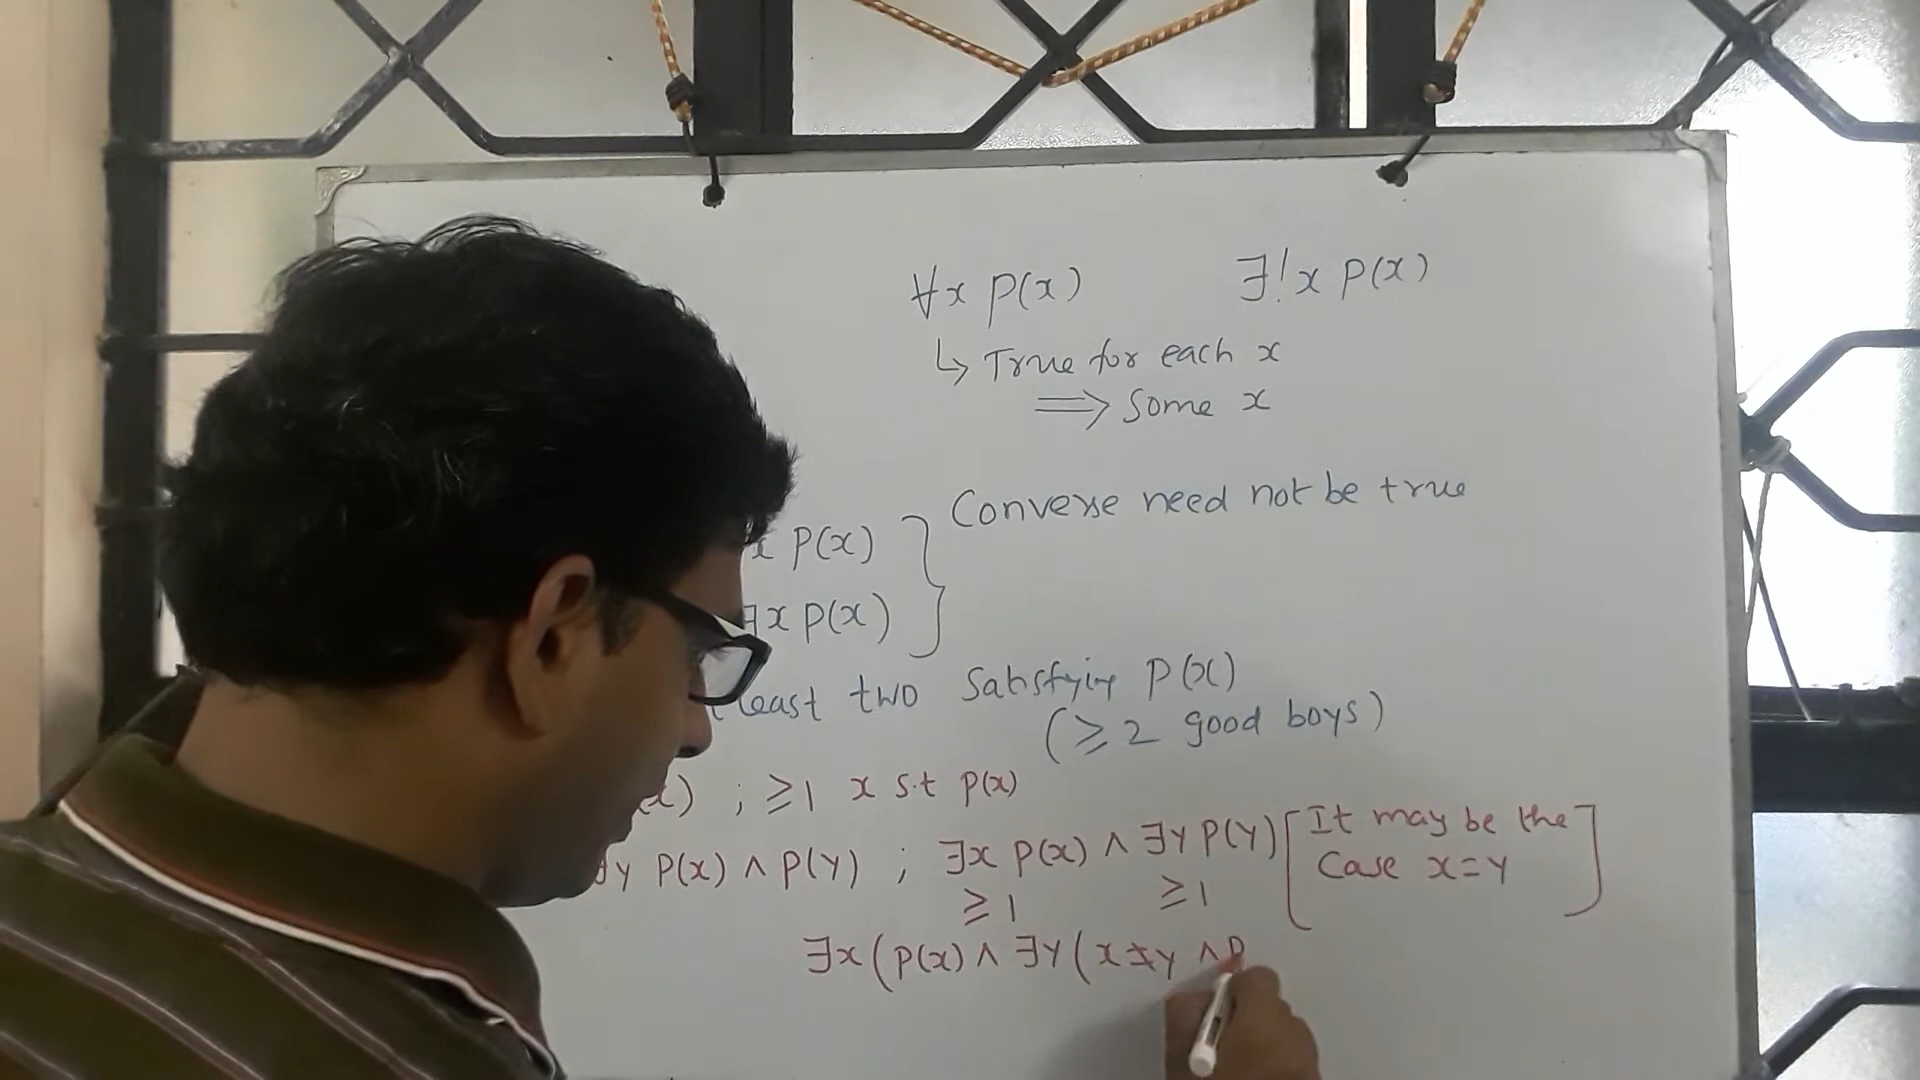 ∀x P(x) ∃!x P(x)
↳ True for each x
⟹ Some x
Converse need not be true
x P(x)
∃x P(x)
least two Satisfying P(x)
(≥2 good boys)
x) ; ≥1 x s.t P(x)
∃y P(x) ∧ P(y) ; ∃x P(x) ∧ ∃y P(y) [It may be the
Case x=y]
≥1 ≥1
∃x(P(x) ∧ ∃y(x≠y ∧P